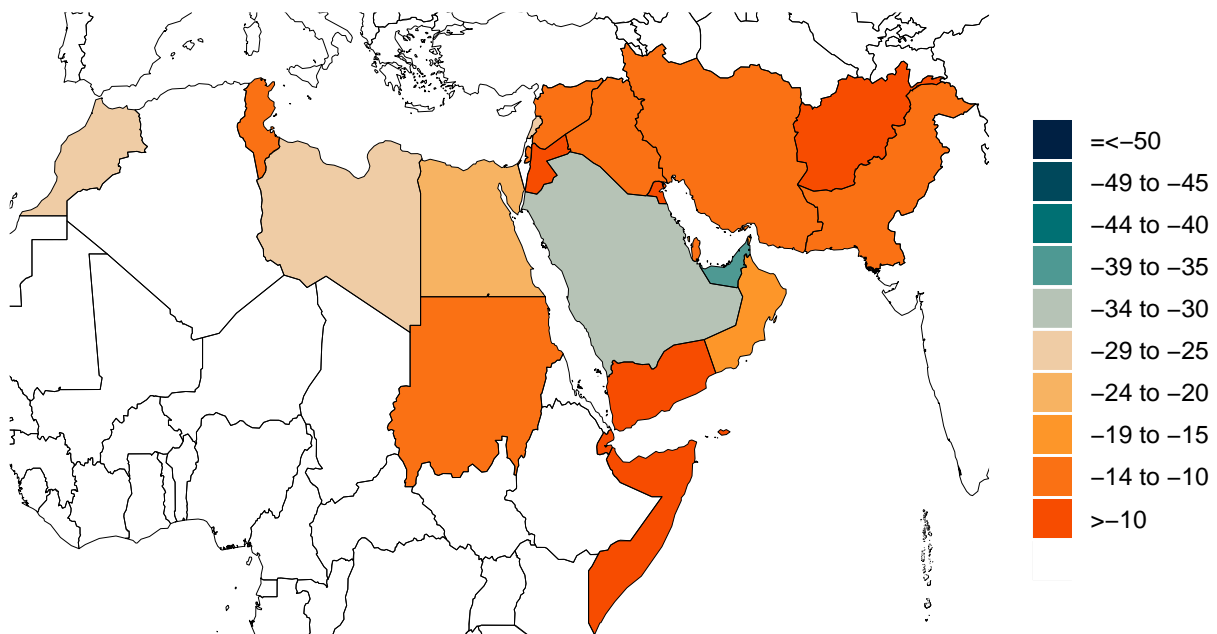 =<−50
−49 to −45
−44 to −40
−39 to −35
−34 to −30
−29 to −25
−24 to −20
−19 to −15
−14 to −10
>−10